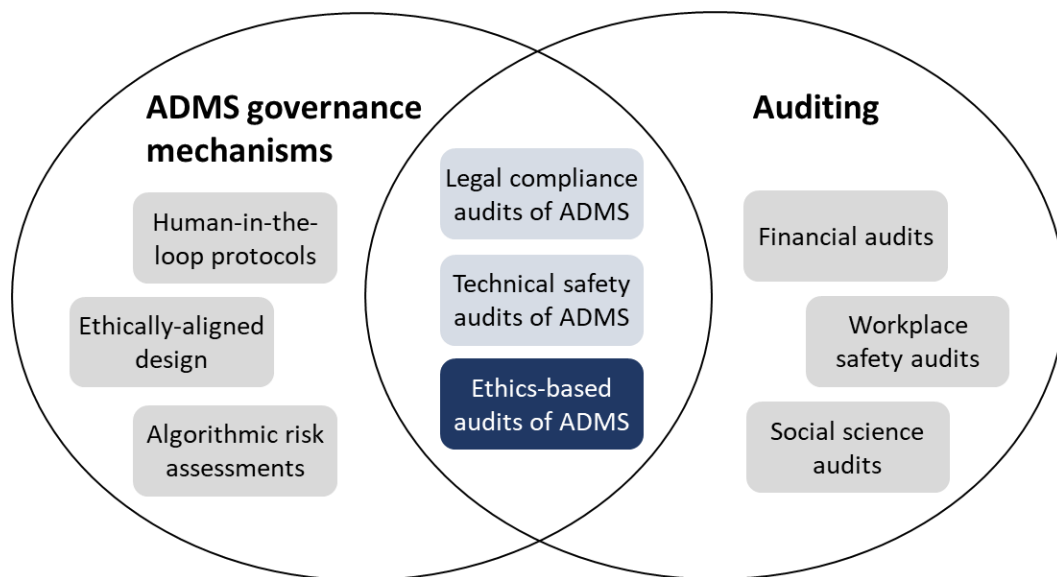 ADMS governance
mechanisms
Human-in-the-
loop protocols
Ethically-aligned
design
Algorithmic risk
assessments
Legal compliance
audits of ADMS
Technical safety
audits of ADMS
Ethics-based
audits of ADMS
Auditing
Financial audits
Workplace
safety audits
Social science
audits